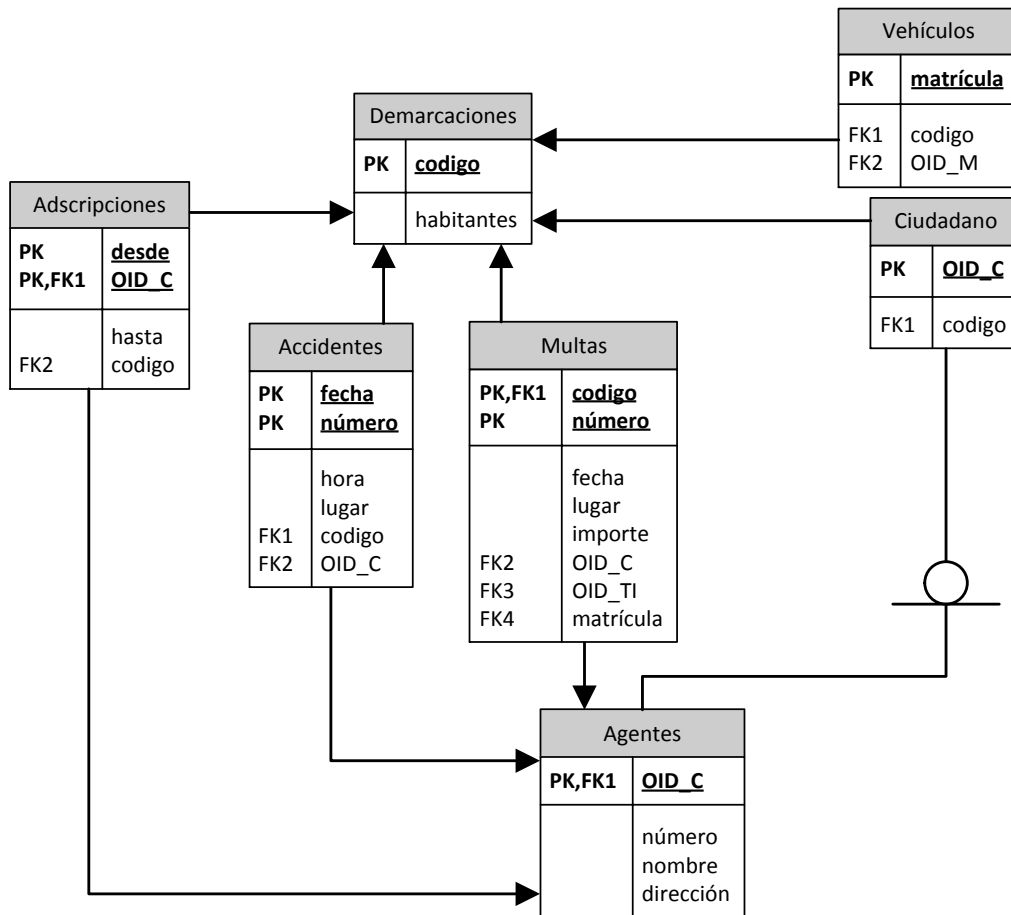 Vehículos
PK matrícula
FK1 codigo
FK2 OID_M
Demarcaciones
PK codigo
habitantes
Adscripciones
PK desde
PK,FK1 OID_C
hasta
FK2 codigo
Ciudadano
PK OID_C
FK1 codigo
Accidentes
PK fecha
PK número
hora
lugar
FK1 codigo
FK2 OID_C
Multas
PK,FK1 codigo
PK número
fecha
lugar
importe
FK2 OID_C
FK3 OID_TI
FK4 matrícula
Agentes
PK,FK1 OID_C
número
nombre
dirección